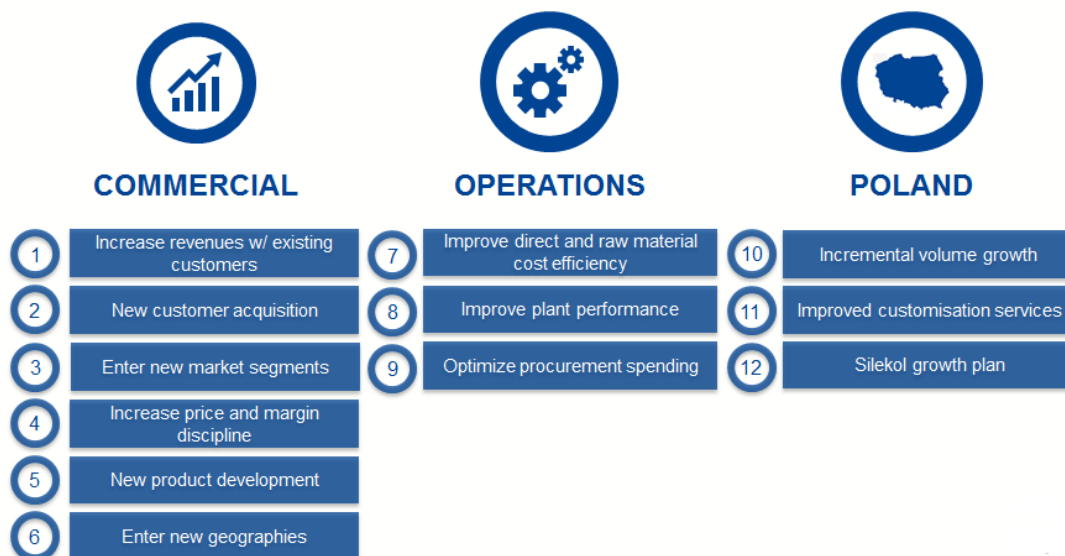 COMMERCIAL
1
Increase revenues w/ existing
customers
2
New customer acquisition
3
Enter new market segments
4
Increase price and margin
discipline
5
New product development
6
Enter new geographies
OPERATIONS
7
Improve direct and raw material
cost efficiency
8
Improve plant performance
9
Optimize procurement spending
POLAND
10
Incremental volume growth
11
Improved customisation services
12
Silekol growth plan